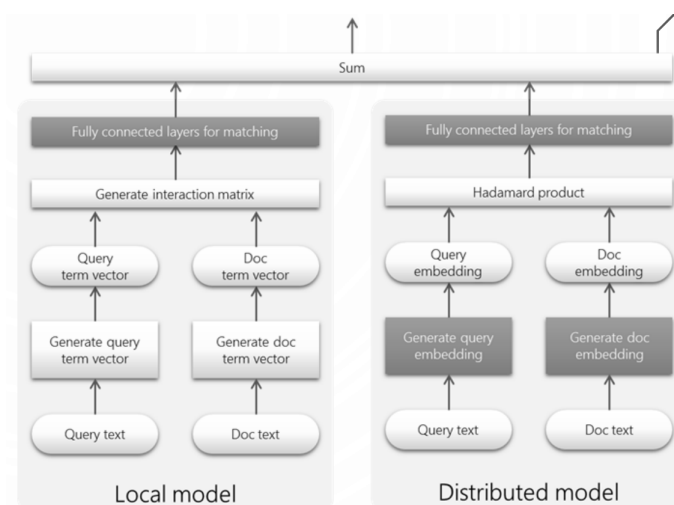 Sum
Fully connected layers for matching
Fully connected layers for matching
Generate interaction matrix
Hadamard product
Query
term vector
Doc
term vector
Query
embedding
Doc
embedding
Generate query
term vector
Generate doc
term vector
Generate query
embedding
Generate doc
embedding
Query text
Doc text
Query text
Doc text
Local model
Distributed model